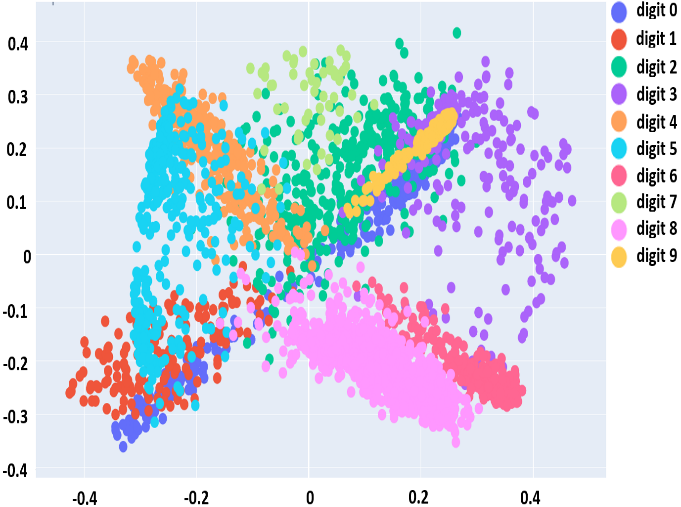 digit 0
digit 1
digit 2
digit 3
digit 4
digit 5
digit 6
digit 7
digit 8
digit 9
0.4
0.3
0.2
0.1
0
-0.1
-0.2
-0.3
-0.4
-0.4 -0.2 0 0.2 0.4